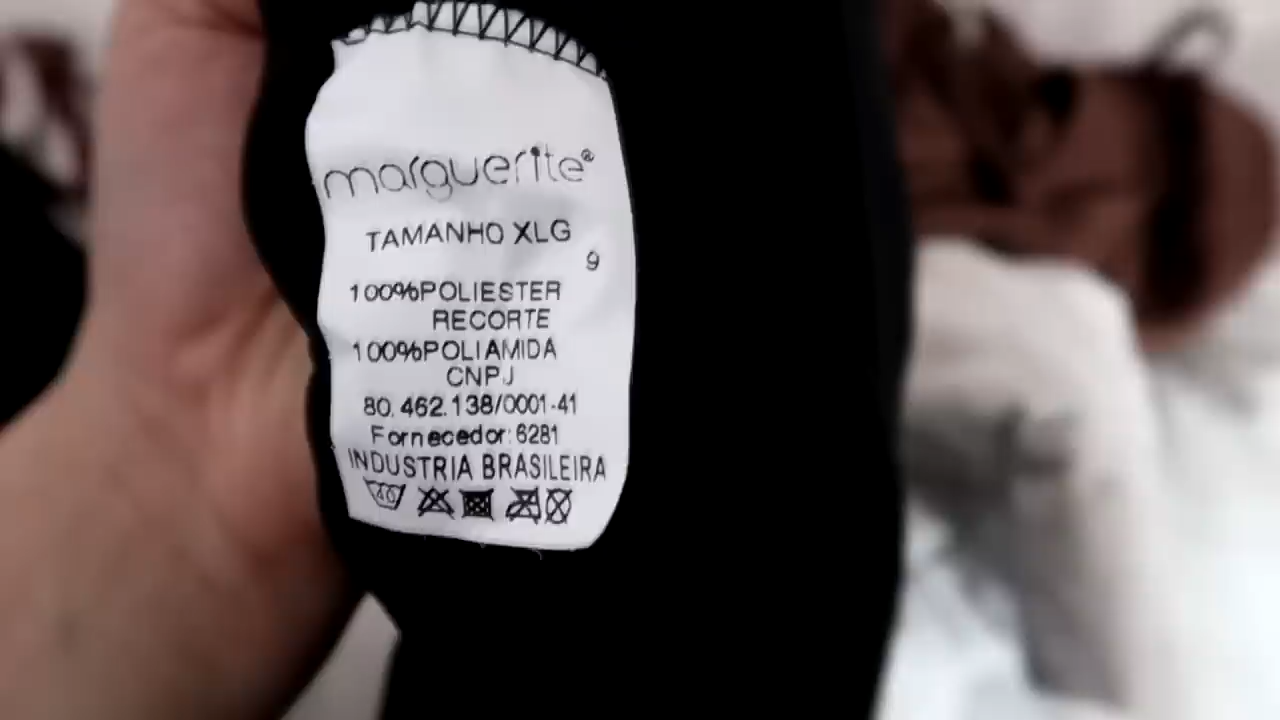 marguerite®
TAMANHO XLG
9
100%POLIESTER
RECORTE
100%POLIAMIDA
CNPJ
80.462.138/0001-41
Fornecedor:6281
INDUSTRIA BRASILEIRA